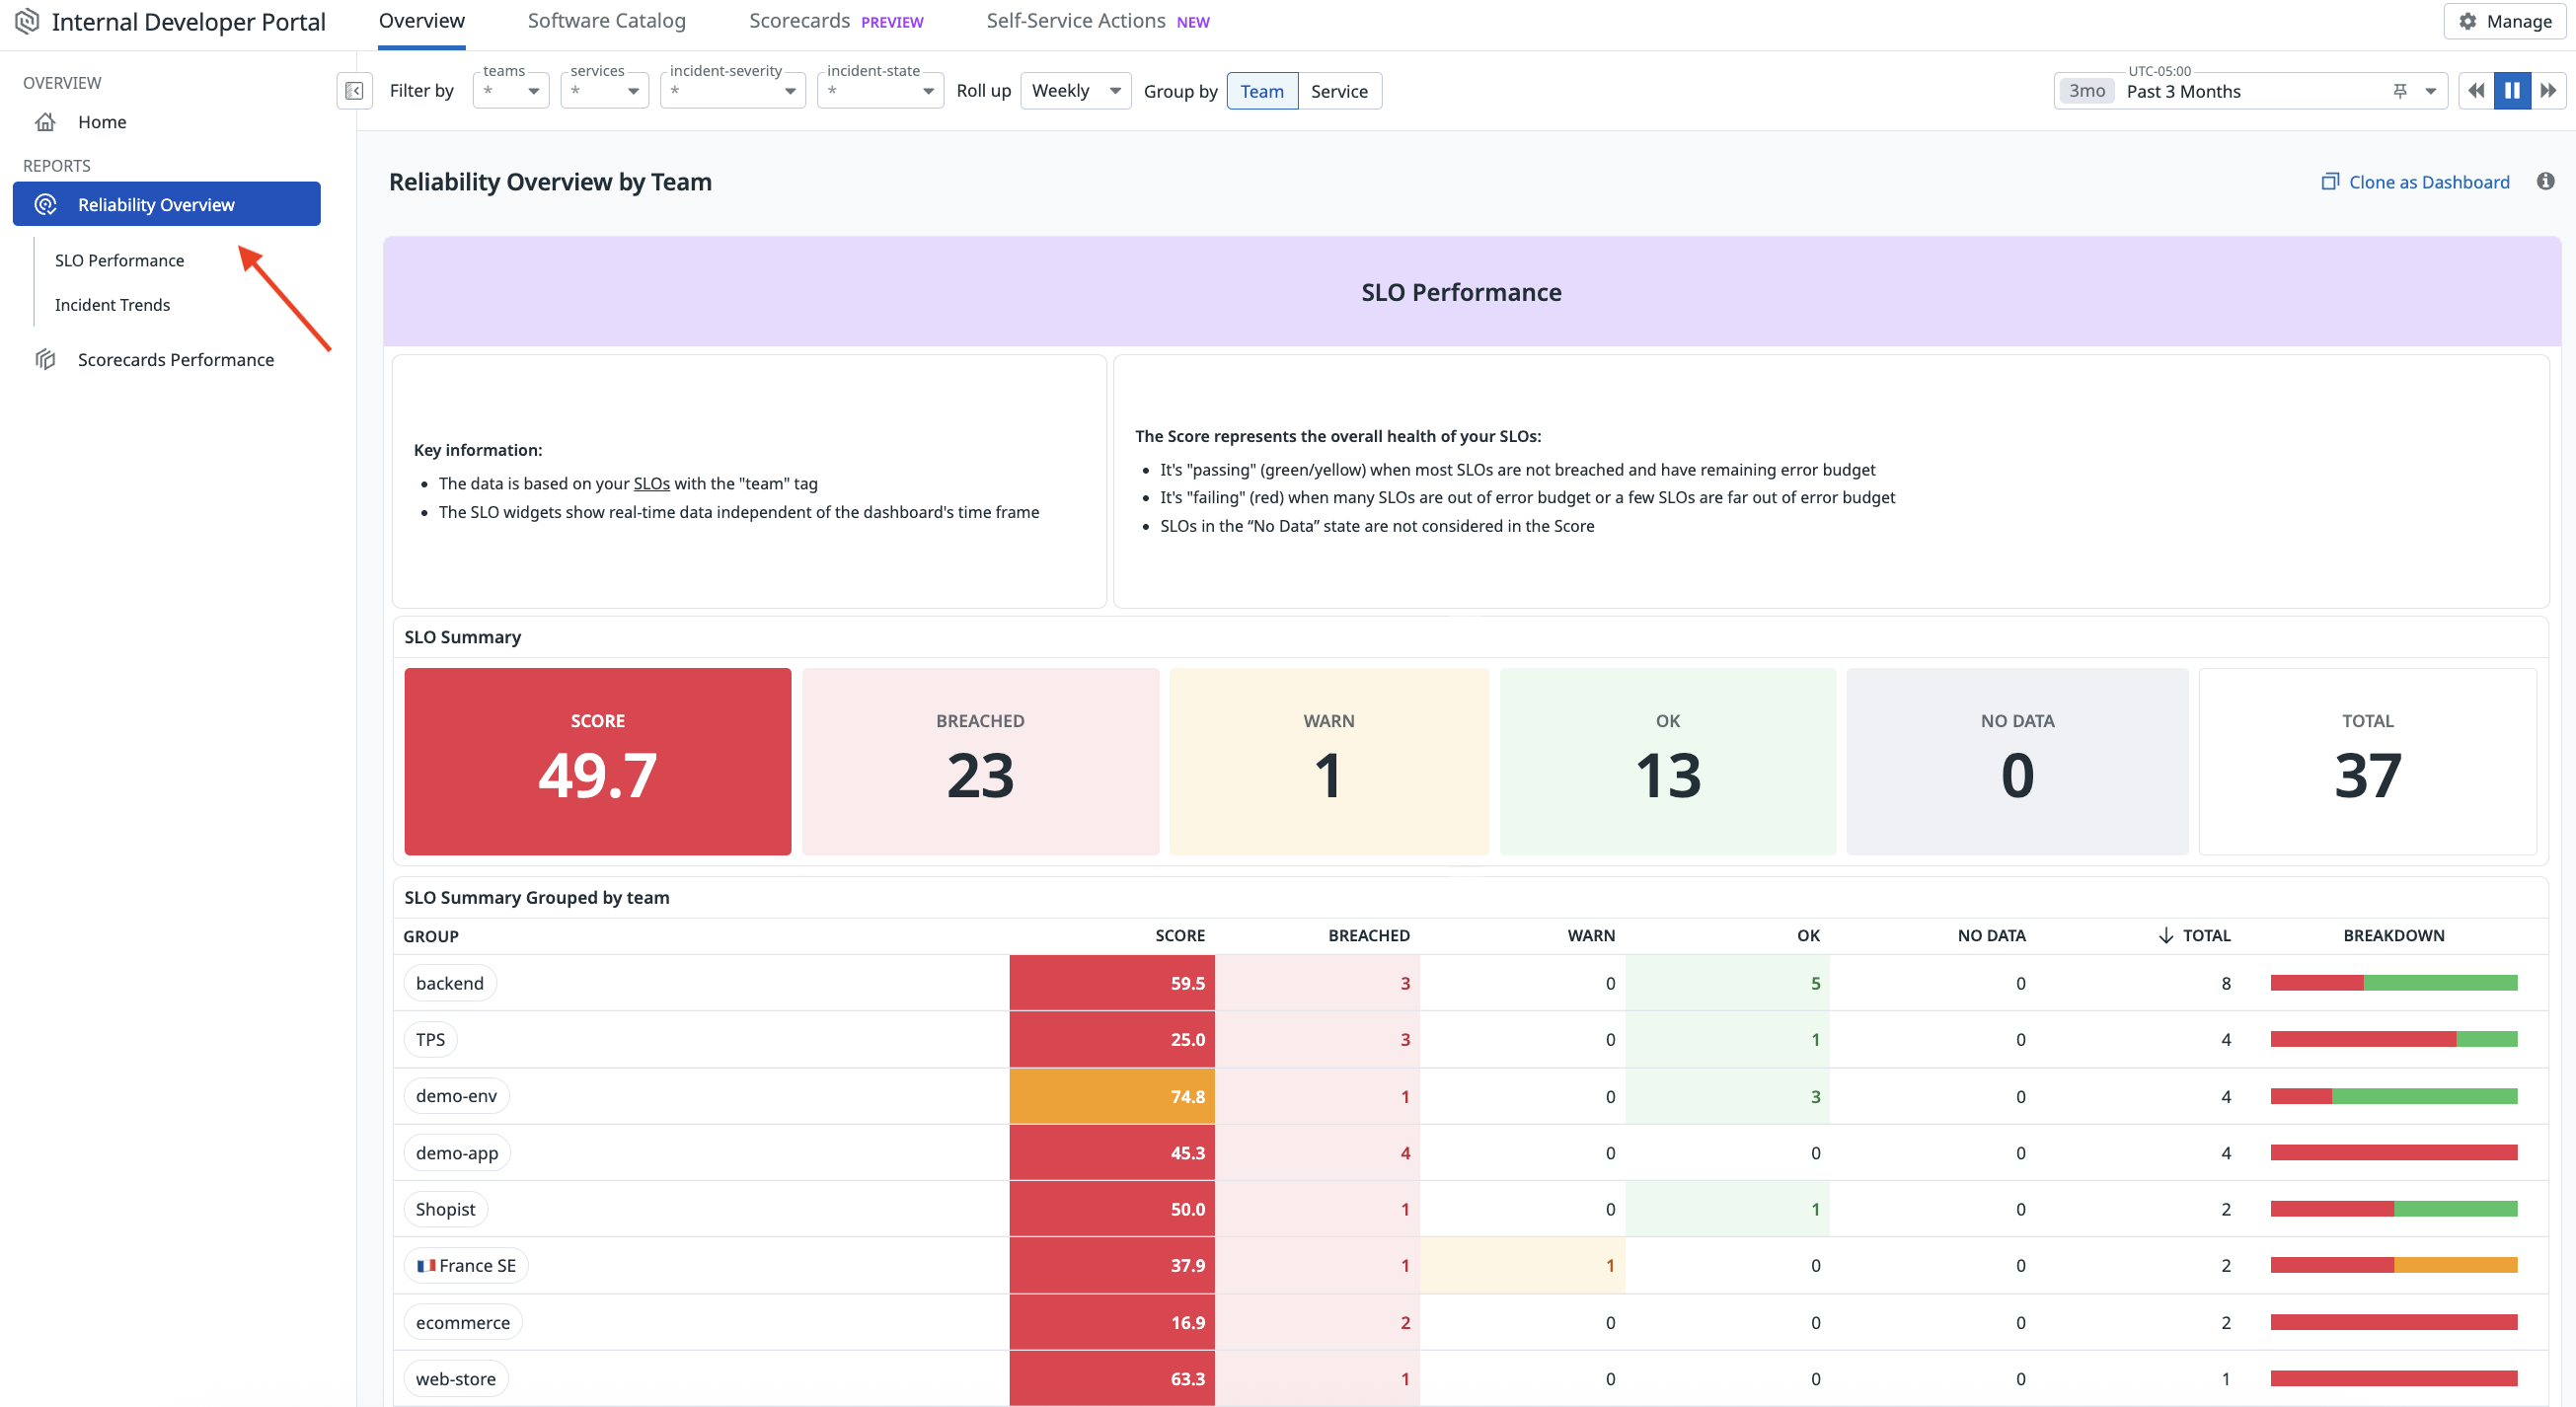 Internal Developer Portal
Overview
Software Catalog
Scorecards PREVIEW
Self-Service Actions NEW
Manage
OVERVIEW
Home
REPORTS
Reliability Overview
SLO Performance
Incident Trends
Scorecards Performance
Filter by
teams
*
services
*
incident-severity
*
incident-state
*
Roll up
Weekly
Group by
Team
Service
UTC-05:00
3mo Past 3 Months
Reliability Overview by Team
Clone as Dashboard
SLO Performance
Key information:
• The data is based on your SLOs with the "team" tag
• The SLO widgets show real-time data independent of the dashboard's time frame
The Score represents the overall health of your SLOs:
• It's "passing" (green/yellow) when most SLOs are not breached and have remaining error budget
• It's "failing" (red) when many SLOs are out of error budget or a few SLOs are far out of error budget
• SLOs in the “No Data” state are not considered in the Score
SLO Summary
SCORE
49.7
BREACHED
23
WARN
1
OK
13
NO DATA
0
TOTAL
37
SLO Summary Grouped by team
GROUP SCORE BREACHED WARN OK NO DATA ↓ TOTAL BREAKDOWN
backend 59.5 3 0 5 0 8
TPS 25.0 3 0 1 0 4
demo-env 74.8 1 0 3 0 4
demo-app 45.3 4 0 0 0 4
Shopist 50.0 1 0 1 0 2
🇫🇷 France SE 37.9 1 1 0 0 2
ecommerce 16.9 2 0 0 0 2
web-store 63.3 1 0 0 0 1